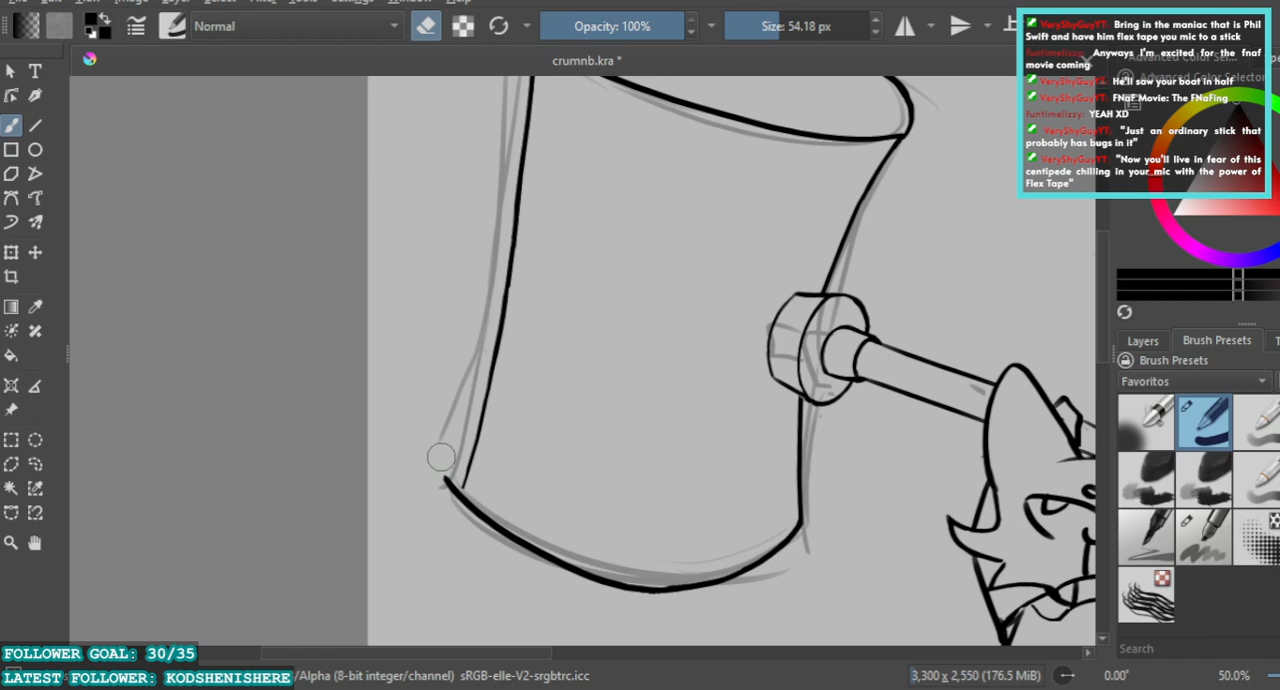 Normal
Opacity: 100%
Size: 54.18 px
crumnb.kra *
VeryShyGuyYT: Bring in the maniac that is Phil
Swift and have him flex tape you mic to a stick
funtimelizzy: Anyways I'm excited for the fnaf
movie coming
VeryShyGuyYT: He'll saw your boat in half
VeryShyGuyYT: FNaF Movie: The FNaFing
funtimelizzy: YEAH XD
VeryShyGuyYT: "Just an ordinary stick that
probably has bugs in it"
VeryShyGuyYT: "Now you'll live in fear of this
centipede chilling in your mic with the power of
Flex Tape"
Advanced Color Sel...
Advanced Color Selector
Layers
Brush Presets
Brush Presets
Favoritos
Search
FOLLOWER GOAL: 30/35
LATEST FOLLOWER: KODSHENISHERE
/Alpha (8-bit integer/channel) sRGB-elle-V2-srgbtrc.icc
3,300 x 2,550 (176.5 MiB)
0.00°
50.0%